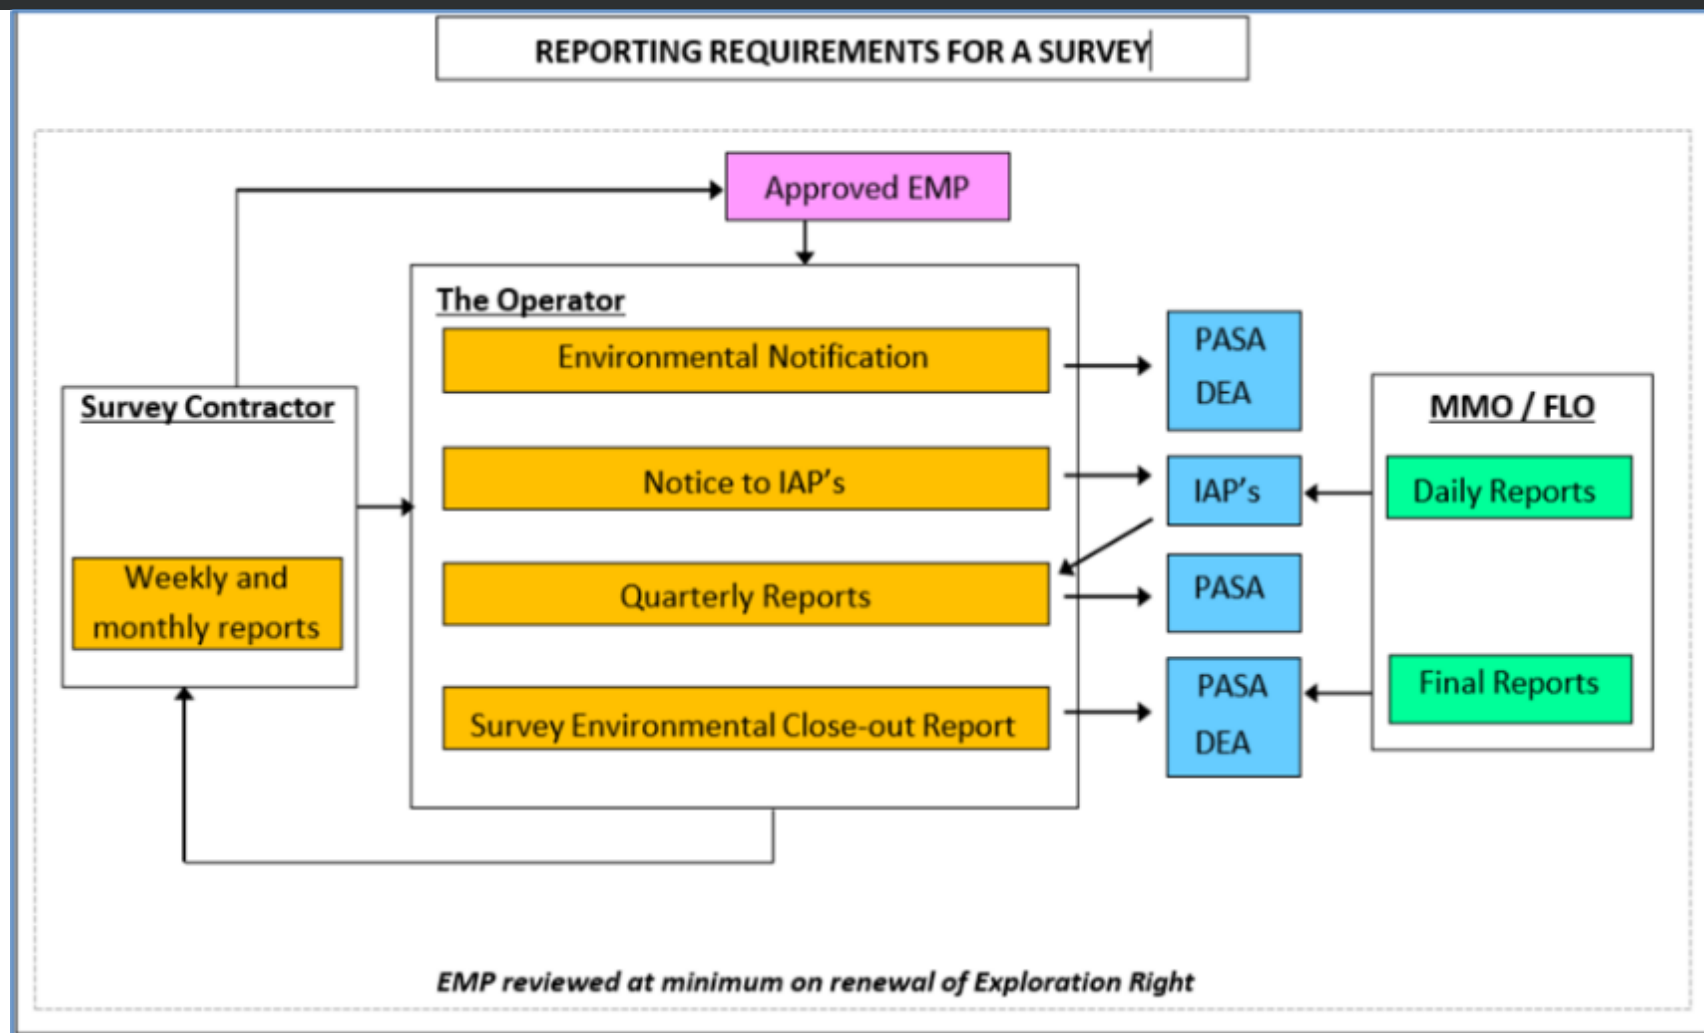 REPORTING REQUIREMENTS FOR A SURVEY
Approved EMP
The Operator
Environmental Notification
Notice to IAP's
Quarterly Reports
Survey Environmental Close-out Report
Survey Contractor
Weekly and
monthly reports
PASA
DEA
IAP's
PASA
PASA
DEA
MMO / FLO
Daily Reports
Final Reports
EMP reviewed at minimum on renewal of Exploration Right